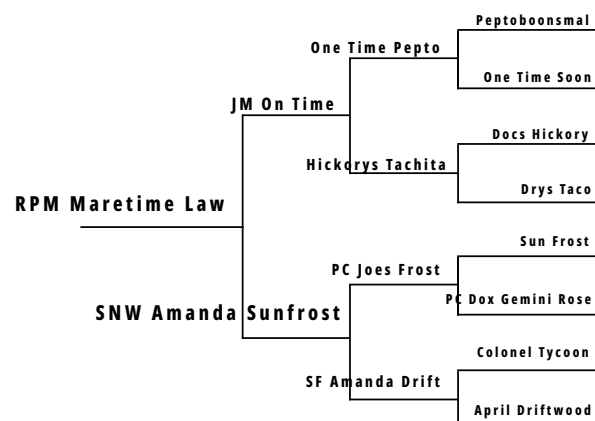 Peptoboonsmal
One Time Pepto
One Time Soon
JM On Time
Docs Hickory
Hickorys Tachita
Drys Taco
RPM Maretime Law
Sun Frost
PC Joes Frost
PC Dox Gemini Rose
SNW Amanda Sunfrost
Colonel Tycoon
SF Amanda Drift
April Driftwood